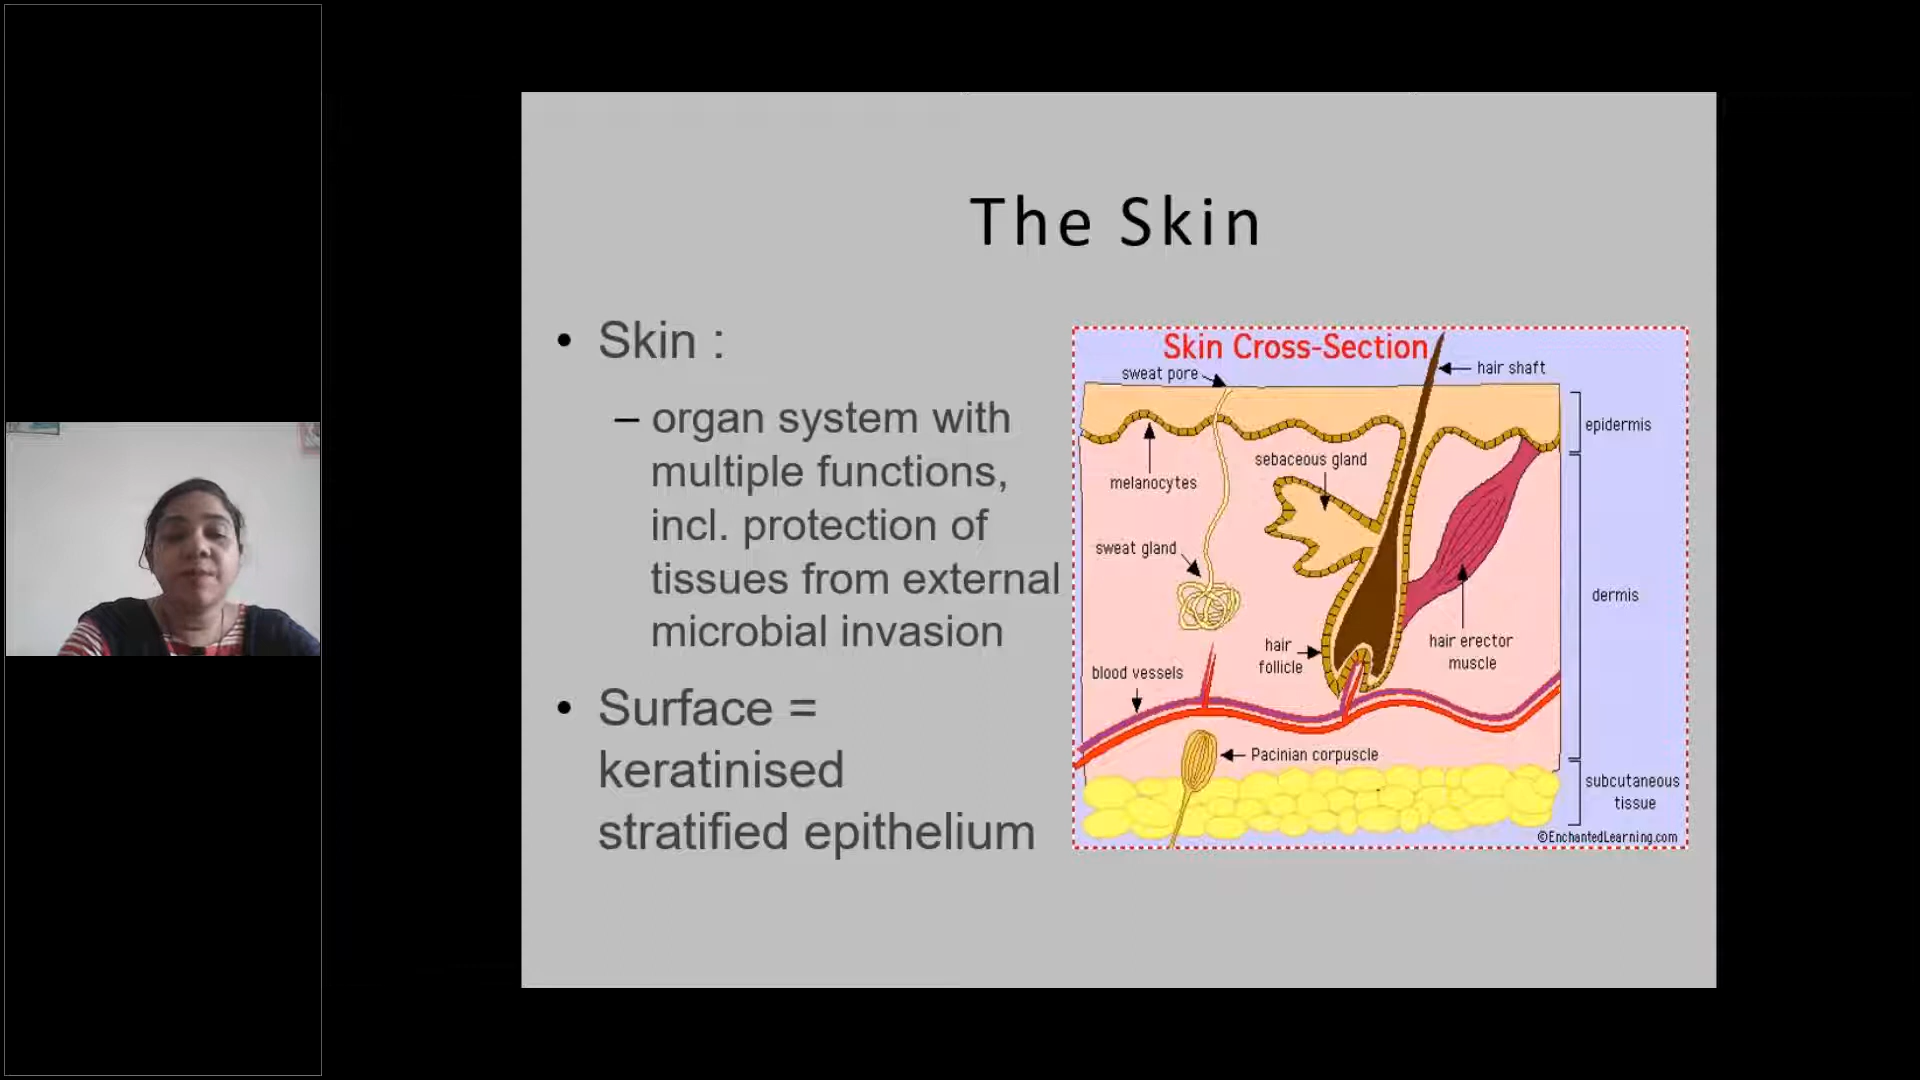 The Skin
• Skin :
– organ system with
multiple functions,
incl. protection of
tissues from external
microbial invasion
• Surface =
keratinised
stratified epithelium
Skin Cross-Section
sweat pore
hair shaft
epidermis
melanocytes
sebaceous gland
sweat gland
dermis
hair
follicle
hair erector
muscle
blood vessels
Pacinian corpuscle
subcutaneous
tissue
©EnchantedLearning.com